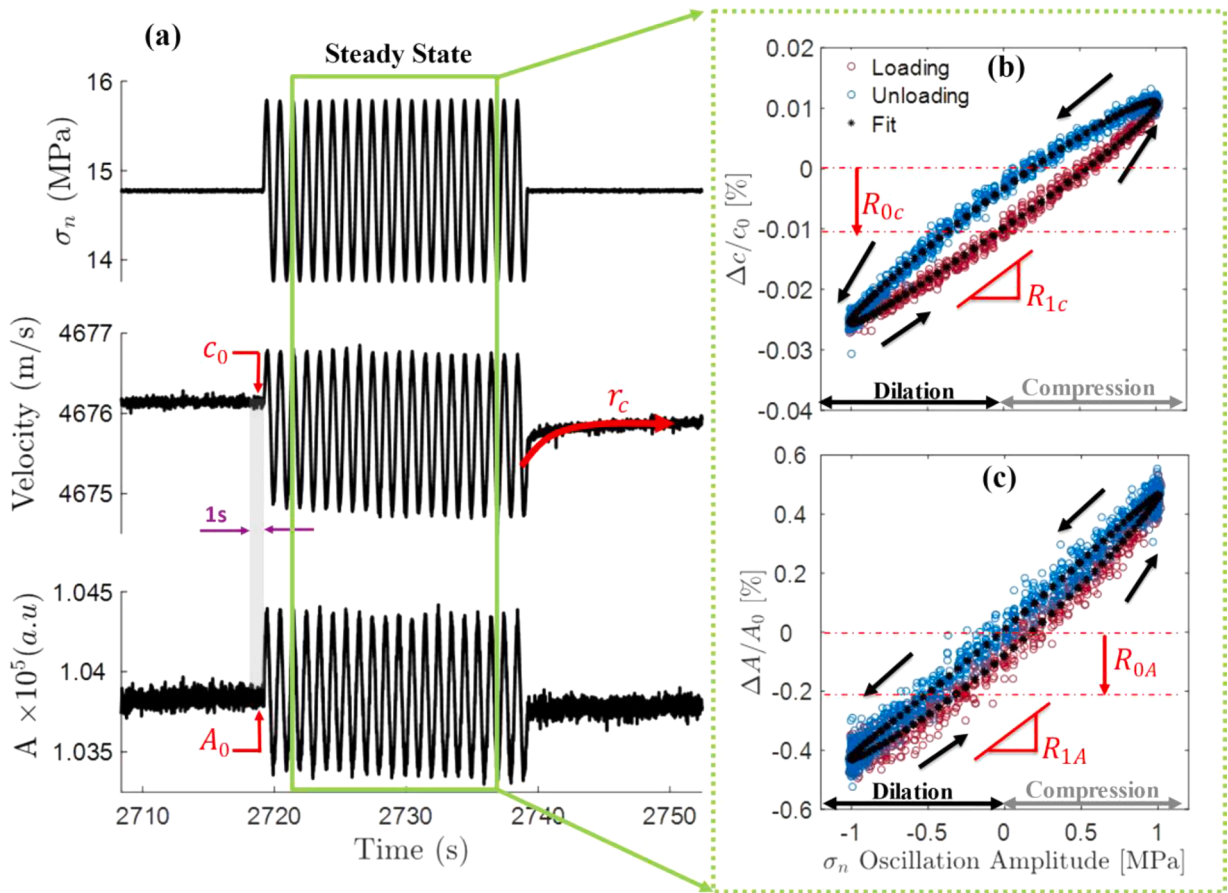 (a)
Steady State
16
15
14
σn (MPa)
4677
4676
4675
Velocity (m/s)
c0
rc
1s
1.045
1.04
1.035
A ×10^5(a.u)
A0
2710
2720
2730
2740
2750
Time (s)
(b)
Loading
Unloading
Fit
0.02
0.01
0
-0.01
-0.02
-0.03
-0.04
Δc/c0 [%]
R0c
R1c
Dilation
Compression
(c)
0.6
0.4
0.2
0
-0.2
-0.4
-0.6
ΔA/A0 [%]
R0A
R1A
Dilation
Compression
-1
-0.5
0
0.5
1
σn Oscillation Amplitude [MPa]